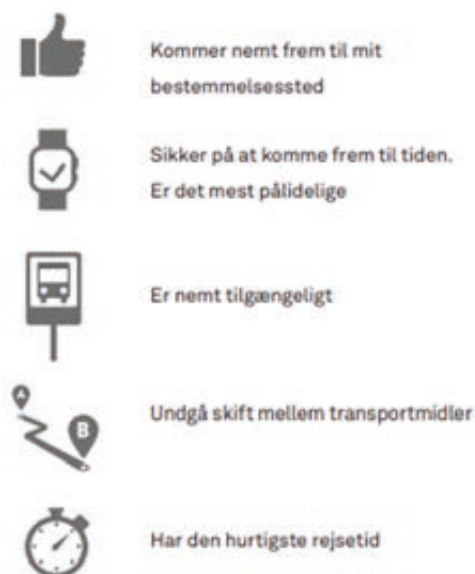 Kommer nemt frem til mit
bestemmelsessted
Sikker på at komme frem til tiden.
Er det mest pålidelige
Er nemt tilgængeligt
A
B
Undgå skift mellem transportmidler
Har den hurtigste rejsetid